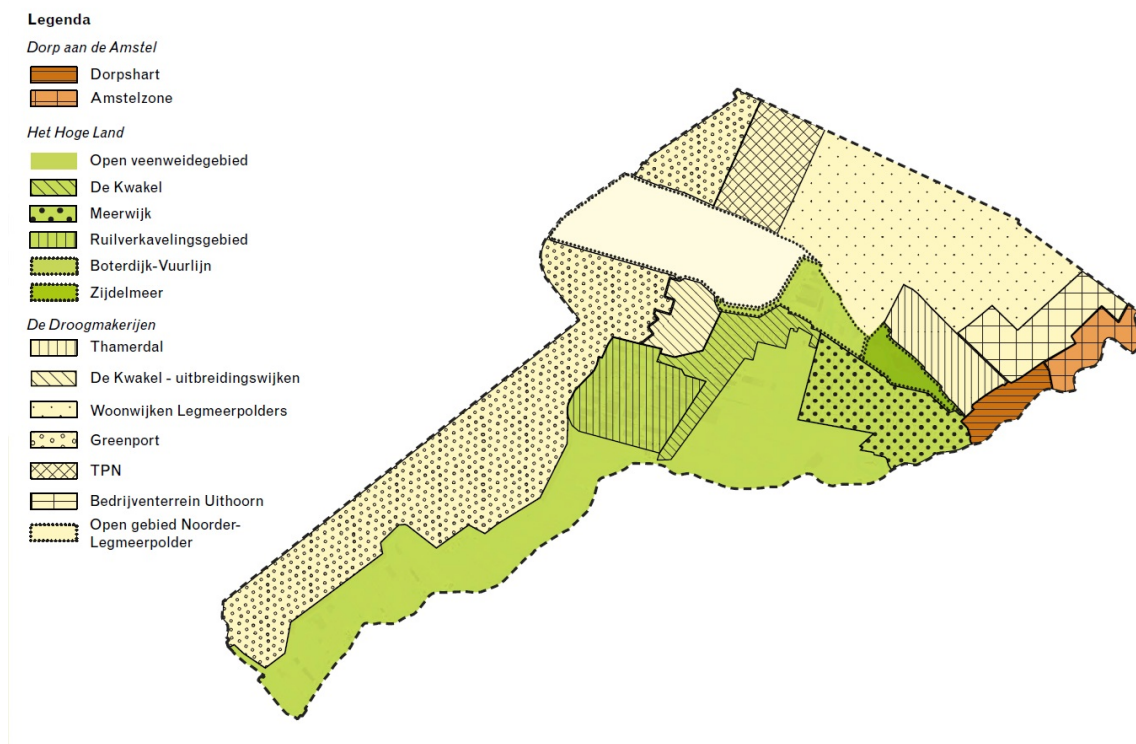 Legenda
Dorp aan de Amstel
Dorpshart
Amstelzone
Het Hoge Land
Open veenweidegebied
De Kwakel
Meerwijk
Ruilverkavelingsgebied
Boterdijk-Vuurlijn
Zijdelmeer
De Droogmakerijen
Thamerdal
De Kwakel - uitbreidingswijken
Woonwijken Legmeerpolders
Greenport
TPN
Bedrijventerrein Uithoorn
Open gebied Noorder-
Legmeerpolder